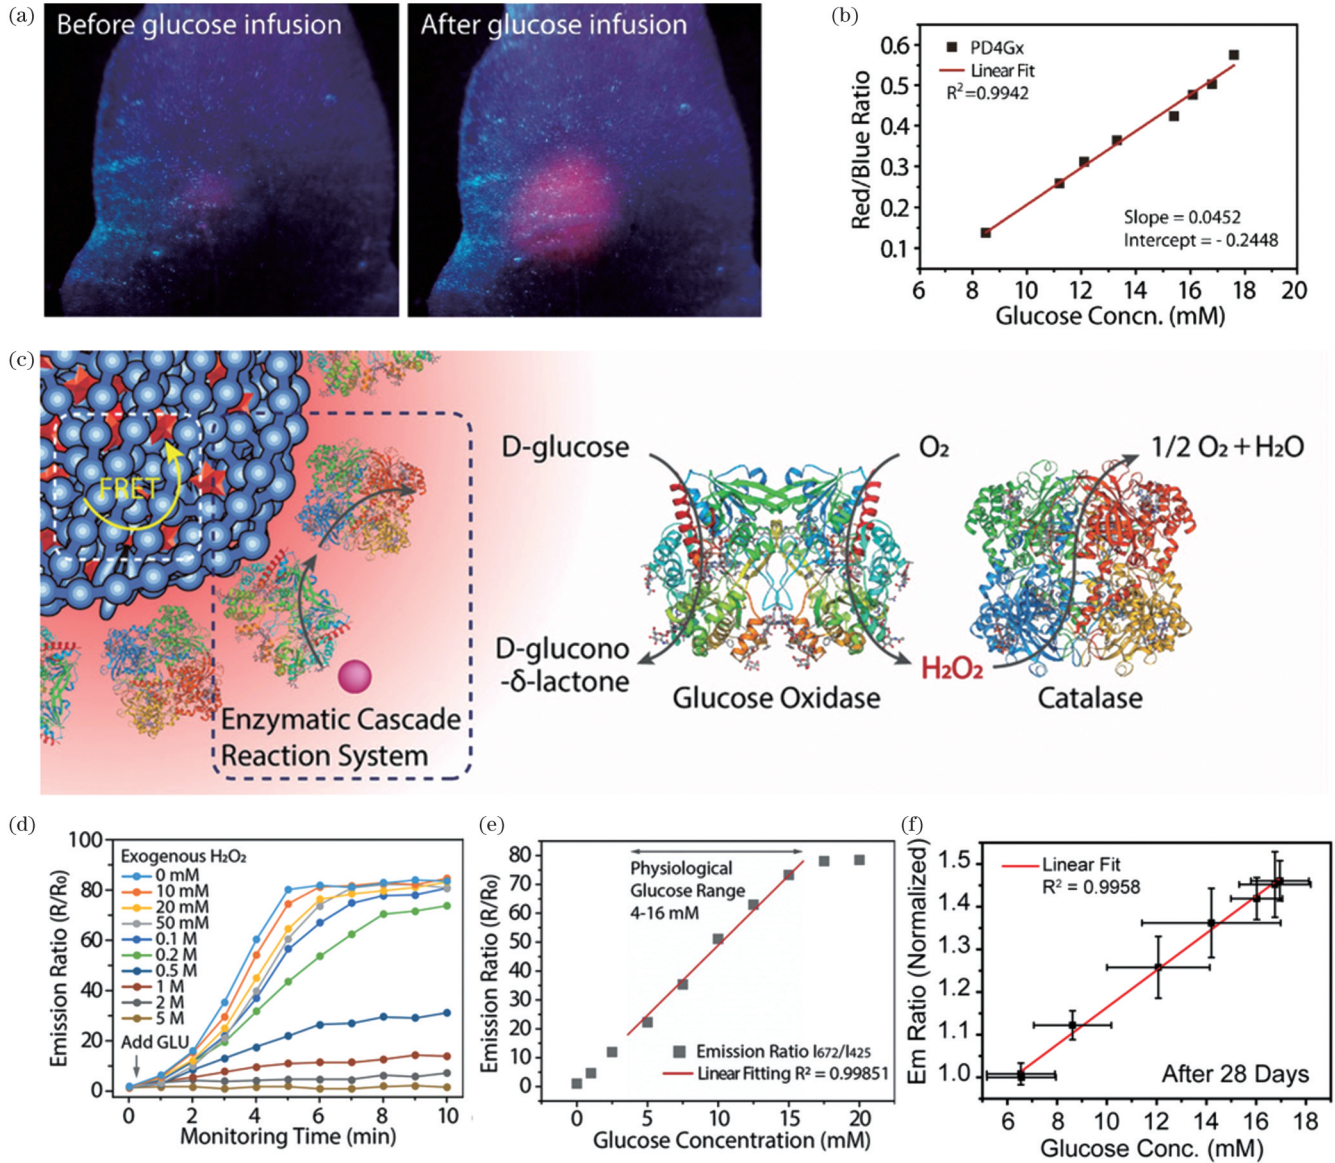 (a)
Before glucose infusion
After glucose infusion
(b)
Red/Blue Ratio
0.6
0.5
0.4
0.3
0.2
0.1
PD4Gx
Linear Fit
R²=0.9942
Slope = 0.0452
Intercept = - 0.2448
6 8 10 12 14 16 18 20
Glucose Concn. (mM)
(c)
FRET
Enzymatic Cascade
Reaction System
D-glucose
O₂
1/2 O₂ + H₂O
D-glucono
-δ-lactone
Glucose Oxidase
H₂O₂
Catalase
(d)
Emission Ratio (R/R₀)
100
80
60
40
20
0
Exogenous H₂O₂
0 mM
10 mM
20 mM
50 mM
0.1 M
0.2 M
0.5 M
1 M
2 M
5 M
Add GLU
0 2 4 6 8 10
Monitoring Time (min)
(e)
Emission Ratio (R/R₀)
80
70
60
50
40
30
20
10
0
Physiological
Glucose Range
4-16 mM
Emission Ratio I₆₇₂/I₄₂₅
Linear Fitting R² = 0.99851
0 5 10 15 20
Glucose Concentration (mM)
(f)
Em Ratio (Normalized)
1.5
1.4
1.3
1.2
1.1
1.0
Linear Fit
R² = 0.9958
After 28 Days
6 8 10 12 14 16 18
Glucose Conc. (mM)